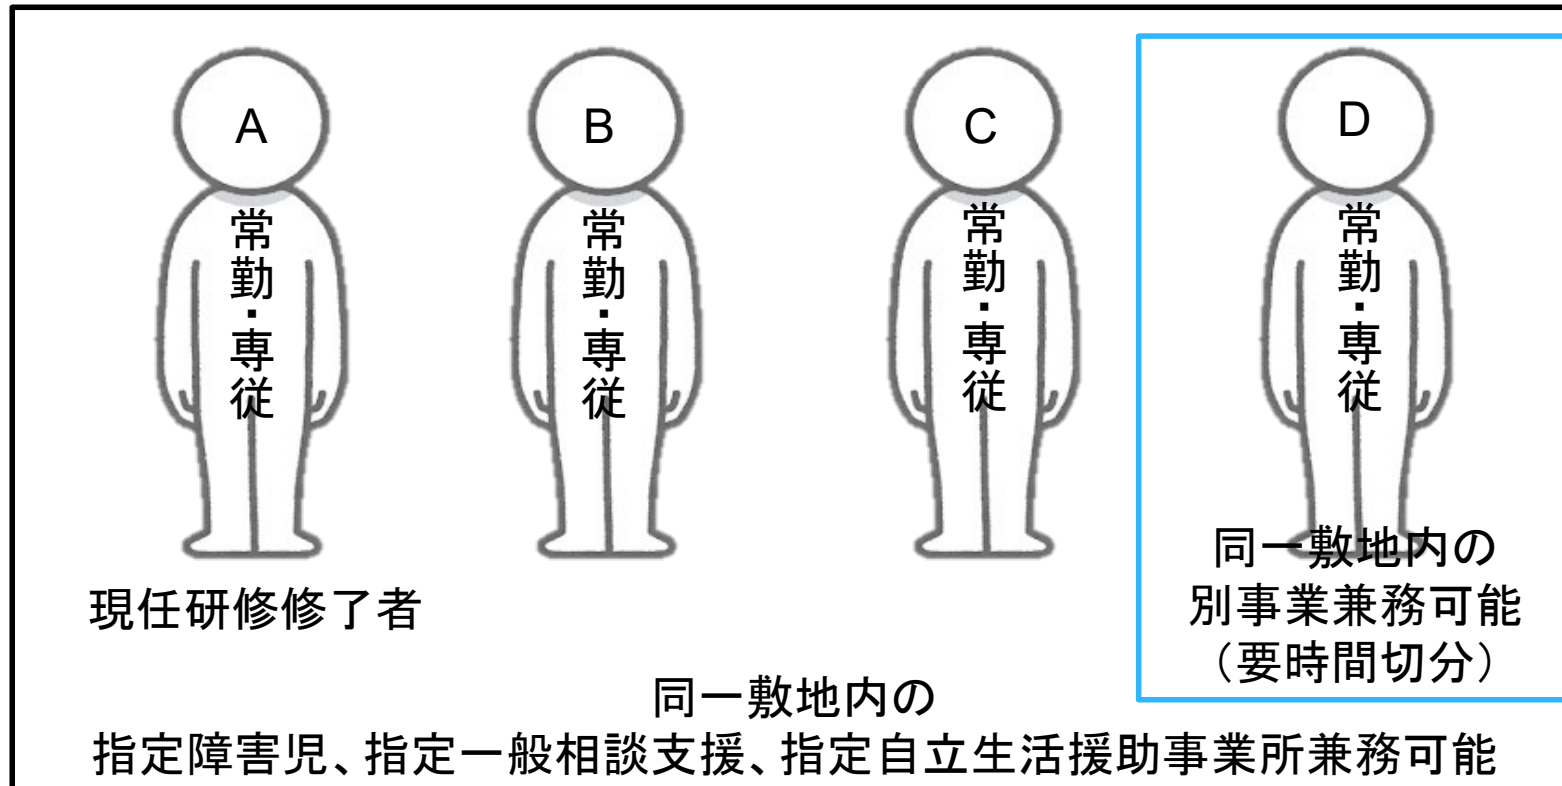 A
常勤・専従
現任研修修了者
B
常勤・専従
C
常勤・専従
D
常勤・専従
同一敷地内の
別事業兼務可能
（要時間切分）
同一敷地内の
指定障害児、指定一般相談支援、指定自立生活援助事業所兼務可能